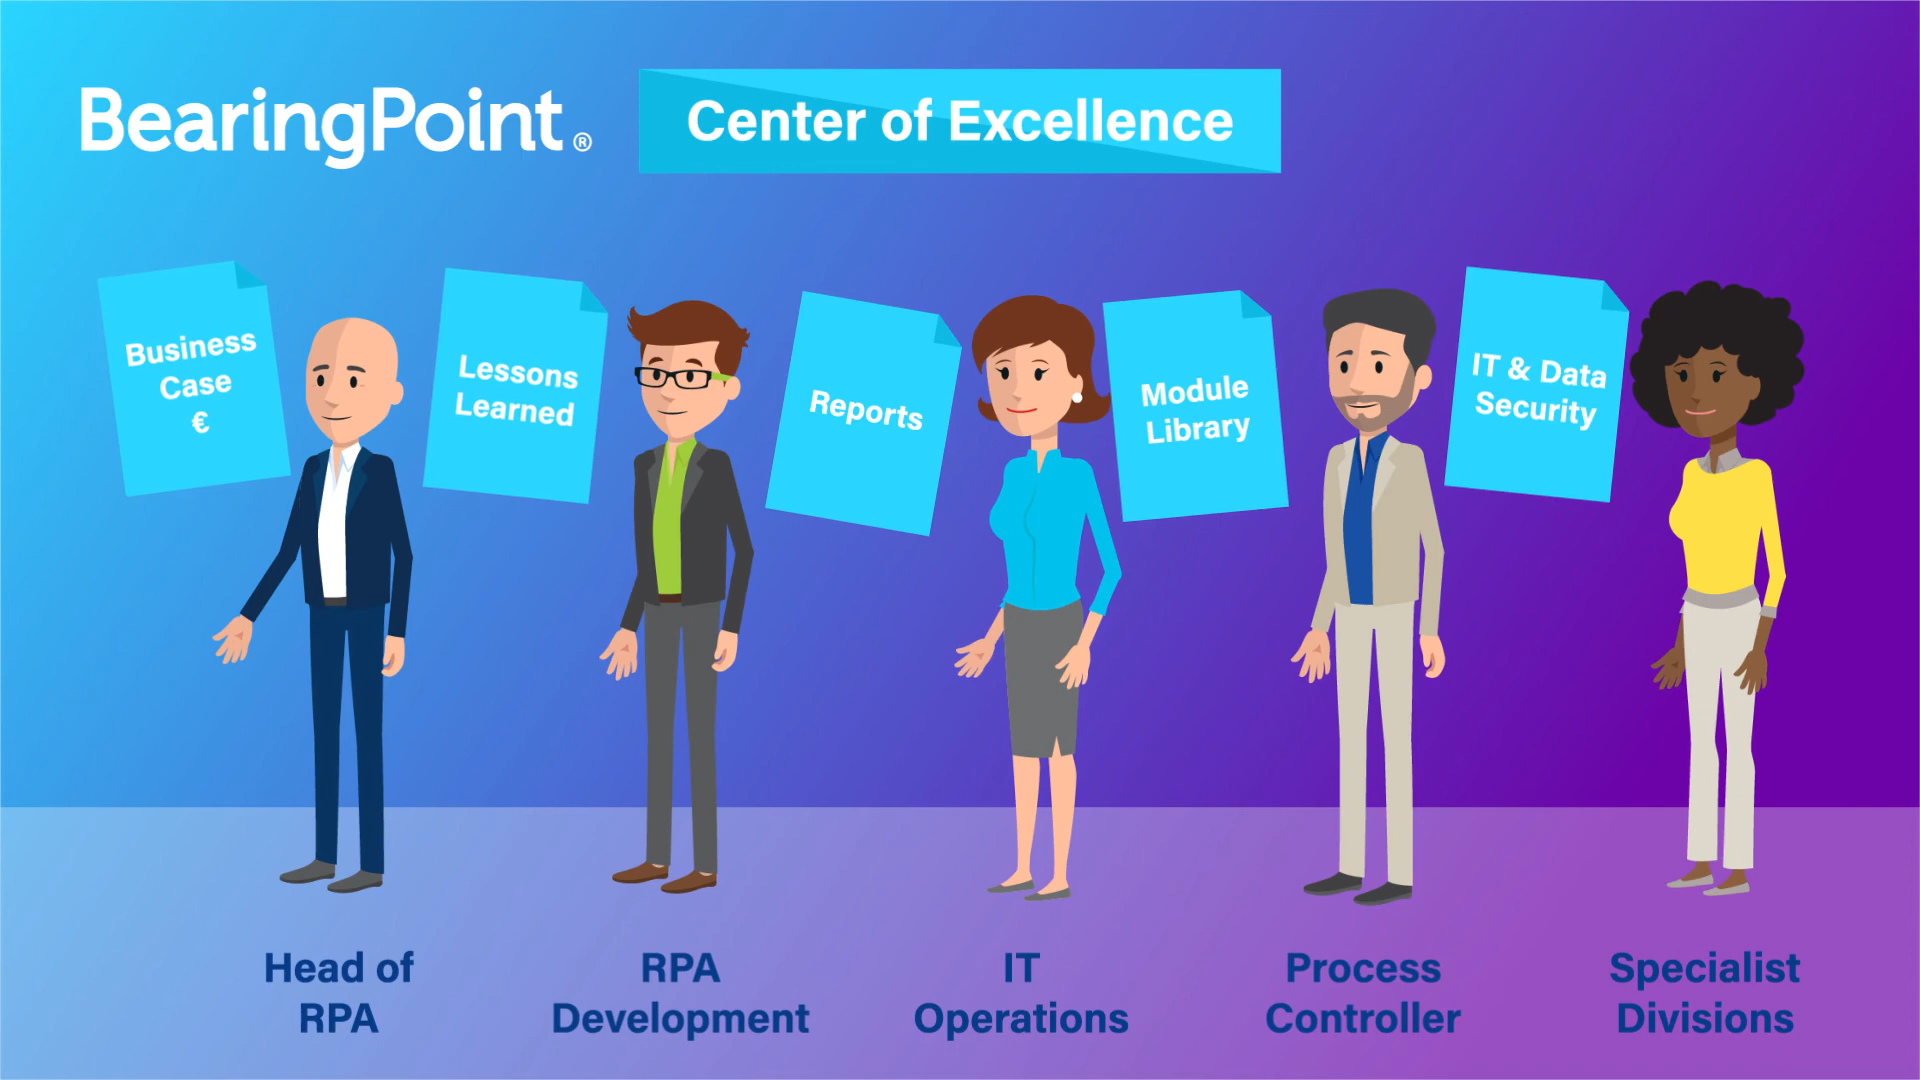 BearingPoint®
Center of Excellence
Business
Case
€
Lessons
Learned
Reports
Module
Library
IT & Data
Security
Head of
RPA
RPA
Development
IT
Operations
Process
Controller
Specialist
Divisions